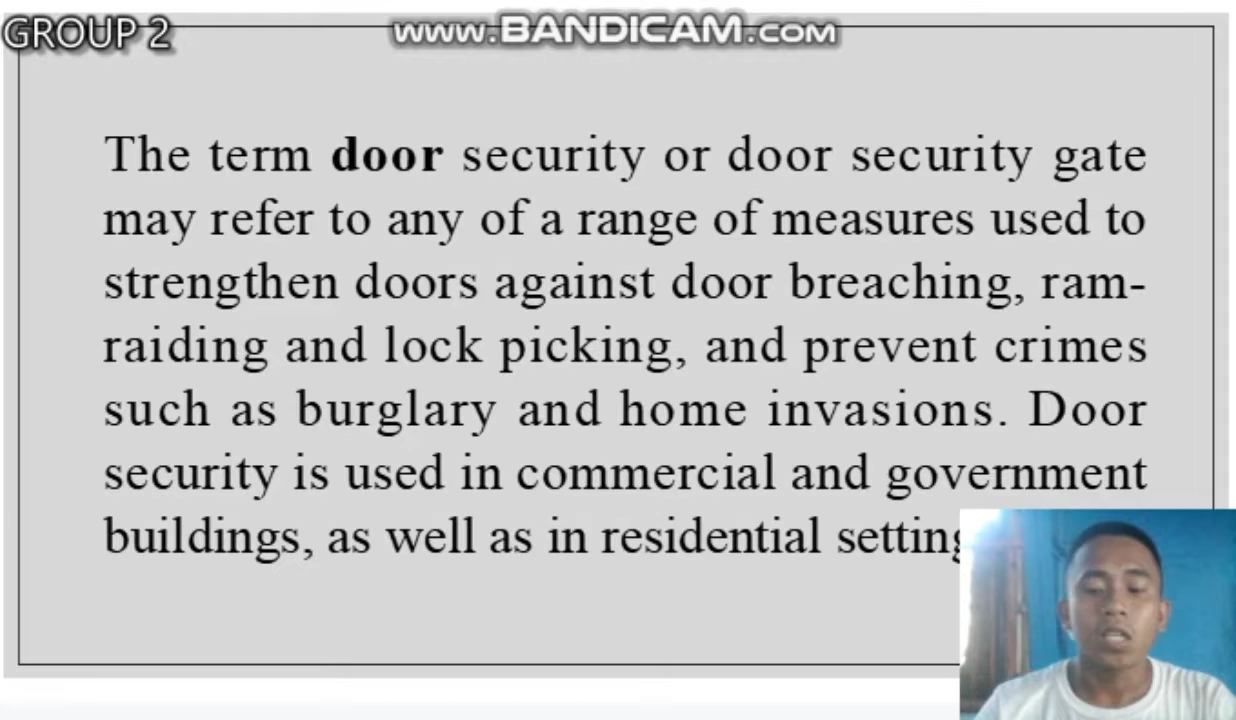 GROUP 2
www.BANDICAM.COM
The term door security or door security gate
may refer to any of a range of measures used to
strengthen doors against door breaching, ram-
raiding and lock picking, and prevent crimes
such as burglary and home invasions. Door
security is used in commercial and government
buildings, as well as in residential